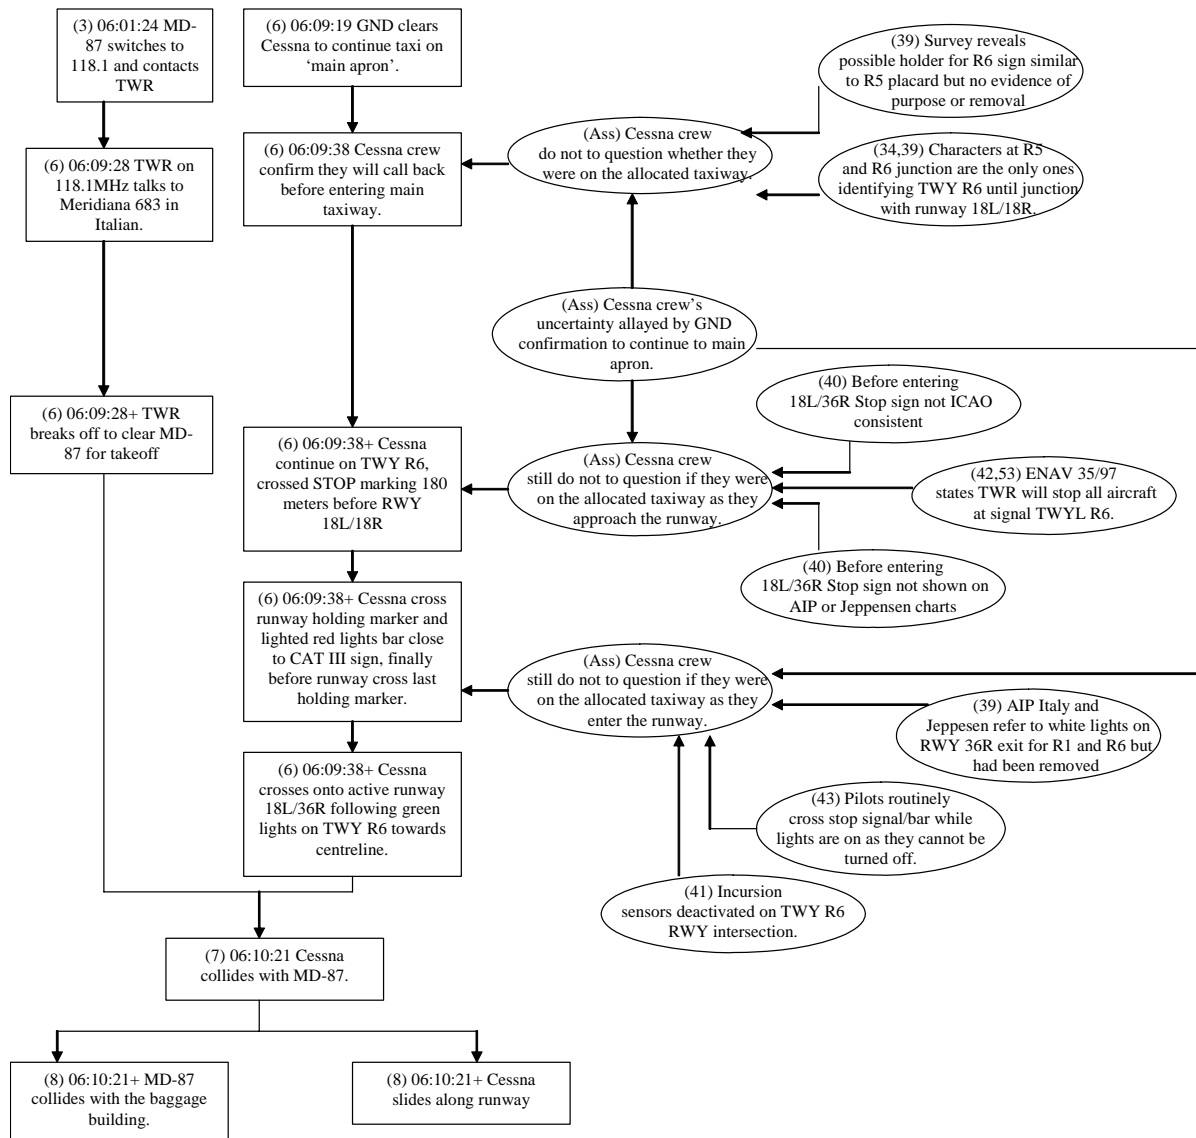 (3) 06:01:24 MD-
87 switches to
118.1 and contacts
TWR
(6) 06:09:19 GND clears
Cessna to continue taxi on
‘main apron’.
(39) Survey reveals
possible holder for R6 sign similar
to R5 placard but no evidence of
purpose or removal
(6) 06:09:28 TWR on
118.1MHz talks to
Meridiana 683 in
Italian.
(6) 06:09:38 Cessna crew
confirm they will call back
before entering main
taxiway.
(Ass) Cessna crew
do not to question whether they
were on the allocated taxiway.
(34,39) Characters at R5
and R6 junction are the only ones
identifying TWY R6 until junction
with runway 18L/18R.
(Ass) Cessna crew’s
uncertainty allayed by GND
confirmation to continue to main
apron.
(6) 06:09:28+ TWR
breaks off to clear MD-
87 for takeoff
(6) 06:09:38+ Cessna
continue on TWY R6,
crossed STOP marking 180
meters before RWY
18L/18R
(Ass) Cessna crew
still do not to question if they were
on the allocated taxiway as they
approach the runway.
(40) Before entering
18L/36R Stop sign not ICAO
consistent
(42,53) ENAV 35/97
states TWR will stop all aircraft
at signal TWYL R6.
(40) Before entering
18L/36R Stop sign not shown on
AIP or Jeppensen charts
(6) 06:09:38+ Cessna cross
runway holding marker and
lighted red lights bar close
to CAT III sign, finally
before runway cross last
holding marker.
(Ass) Cessna crew
still do not to question if they were
on the allocated taxiway as they
enter the runway.
(39) AIP Italy and
Jeppesen refer to white lights on
RWY 36R exit for R1 and R6 but
had been removed
(6) 06:09:38+ Cessna
crosses onto active runway
18L/36R following green
lights on TWY R6 towards
centreline.
(43) Pilots routinely
cross stop signal/bar while
lights are on as they cannot be
turned off.
(41) Incursion
sensors deactivated on TWY R6
RWY intersection.
(7) 06:10:21 Cessna
collides with MD-87.
(8) 06:10:21+ MD-87
collides with the baggage
building.
(8) 06:10:21+ Cessna
slides along runway